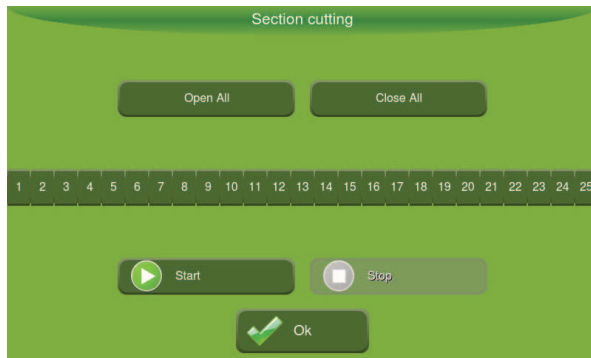 Section cutting
Open All Close All
1 2 3 4 5 6 7 8 9 10 11 12 13 14 15 16 17 18 19 20 21 22 23 24 25
Start Stop
Ok